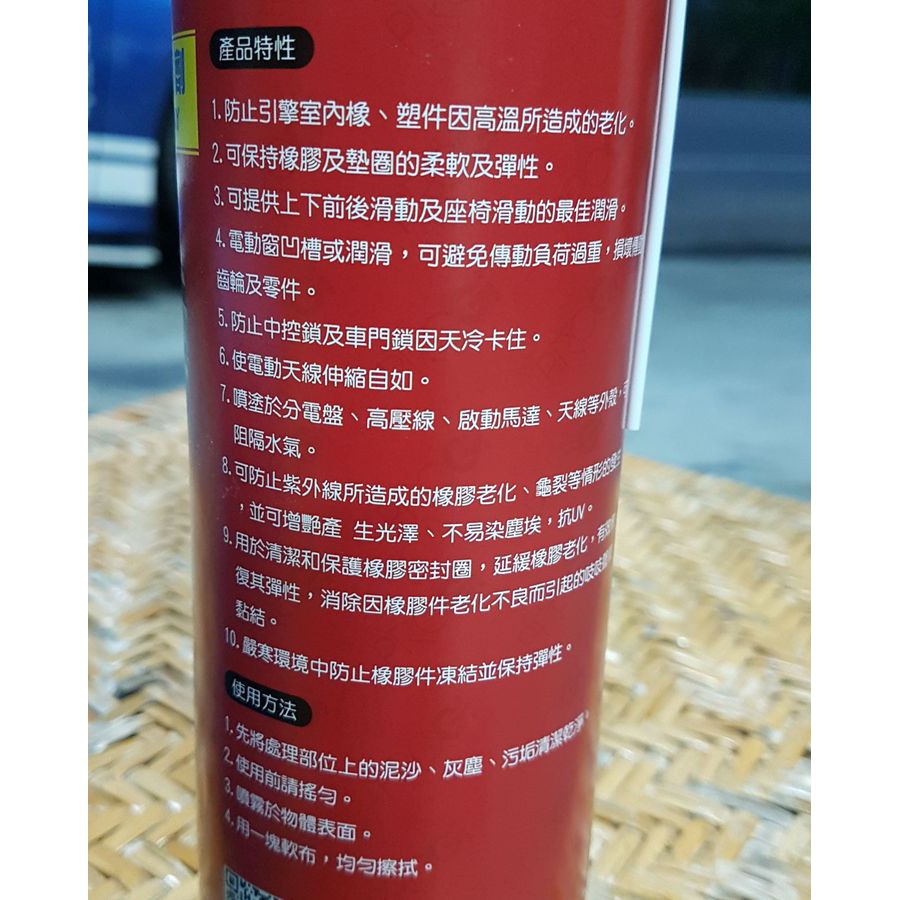 劑
產品特性
1.防止引擎室內橡、塑件因高溫所造成的老化。
2.可保持橡膠及墊圈的柔軟及彈性。
3.可提供上下前後滑動及座椅滑動的最佳潤滑。
4.電動窗凹槽或潤滑，可避免傳動負荷過重，損壞傳動
齒輪及零件。
5.防止中控鎖及車門鎖因天冷卡住。
6.使電動天線伸縮自如。
7.噴塗於分電盤、高壓線、啟動馬達、天線等外殼，可
阻隔水氣。
8.可防止紫外線所造成的橡膠老化、龜裂等情形的發生
，並可增艷產 生光澤、不易染塵埃，抗UV。
9.用於清潔和保護橡膠密封圈，延緩橡膠老化，有效
復其彈性，消除因橡膠件老化不良而引起的吱吱
黏結。
10.嚴寒環境中防止橡膠件凍結並保持彈性。
使用方法
1.先將處理部位上的泥沙、灰塵、污垢清潔乾淨。
2.使用前請搖勻。
3.噴霧於物體表面。
4.用一塊軟布，均勻擦拭。